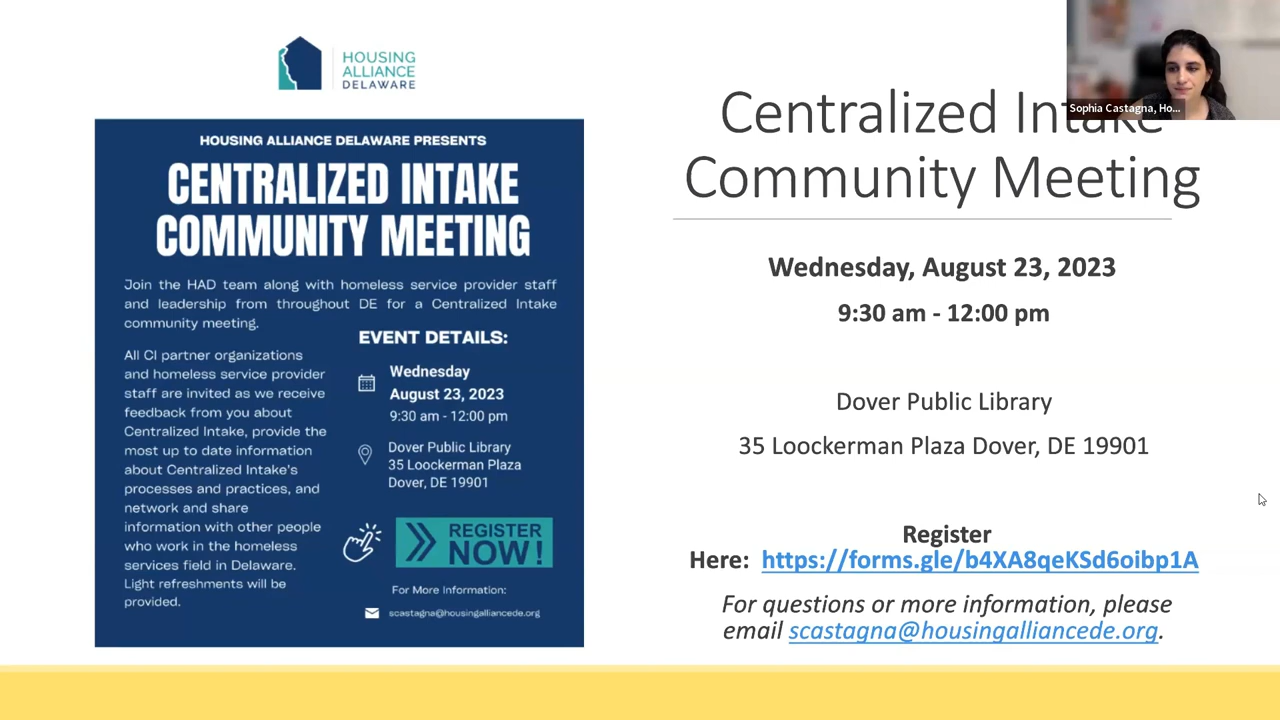 HOUSING
ALLIANCE
DELAWARE
HOUSING ALLIANCE DELAWARE PRESENTS
CENTRALIZED INTAKE
COMMUNITY MEETING
Join the HAD team along with homeless service provider staff
and leadership from throughout DE for a Centralized Intake
community meeting.
All CI partner organizations
and homeless service provider
staff are invited as we receive
feedback from you about
Centralized Intake, provide the
most up to date information
about Centralized Intake's
processes and practices, and
network and share
information with other people
who work in the homeless
services field in Delaware.
Light refreshments will be
provided.
EVENT DETAILS:
Wednesday
August 23, 2023
9:30 am - 12:00 pm
Dover Public Library
35 Loockerman Plaza
Dover, DE 19901
REGISTER
NOW!
For More Information:
scastagna@housingalliancede.org
Centralized Intake
Community Meeting
Wednesday, August 23, 2023
9:30 am - 12:00 pm
Dover Public Library
35 Loockerman Plaza Dover, DE 19901
Register
Here: https://forms.gle/b4XA8qeKSd6oibp1A
For questions or more information, please
email scastagna@housingalliancede.org.
Sophia Castagna, Ho...